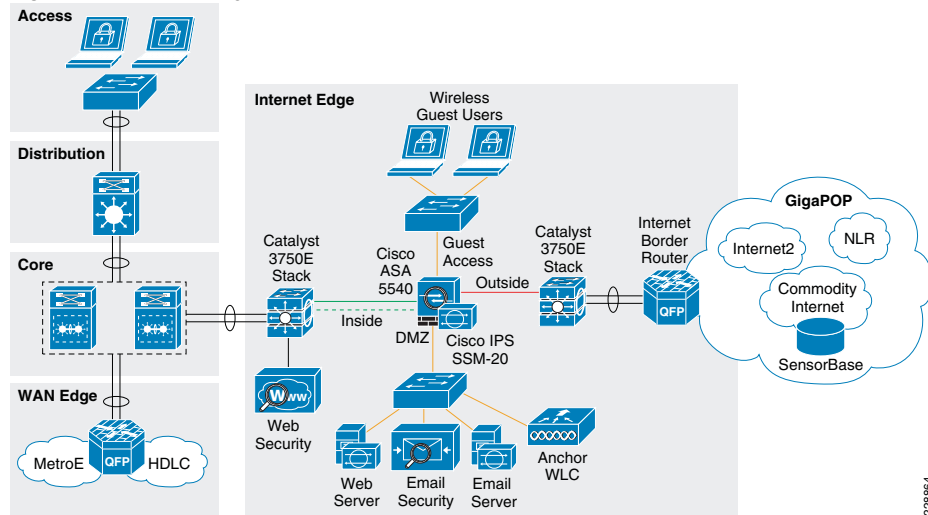 Access
Distribution
Core
WAN Edge
MetroE
QFP
HDLC
Internet Edge
Wireless
Guest Users
Catalyst
3750E
Stack
Cisco
ASA
5540
Guest
Access
Inside
Outside
DMZ
Cisco IPS
SSM-20
Catalyst
3750E
Stack
Internet
Border
Router
QFP
Web
Security
Www
Web
Server
Email
Security
Email
Server
Anchor
WLC
GigaPOP
Internet2
NLR
Commodity
Internet
SensorBase
228864